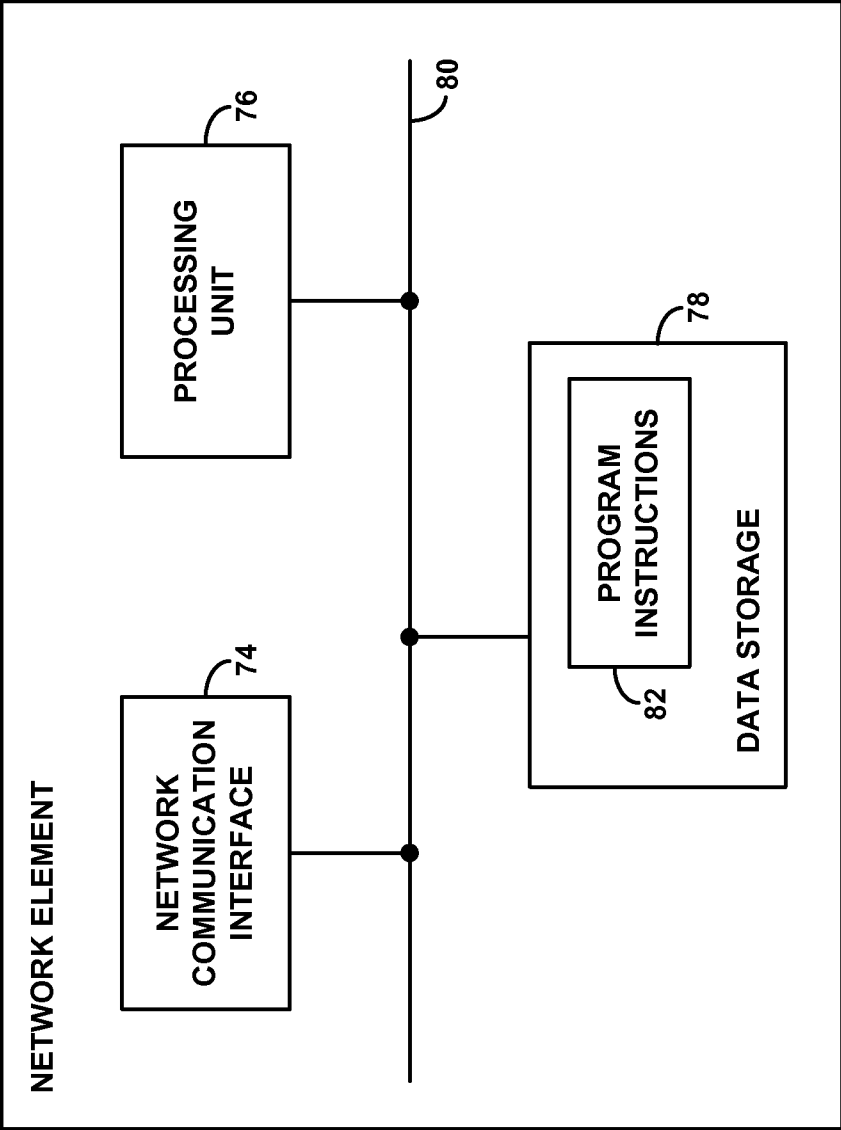 NETWORK ELEMENT
74
NETWORK
COMMUNICATION
INTERFACE
76
PROCESSING
UNIT
80
78
82
PROGRAM
INSTRUCTIONS
DATA STORAGE